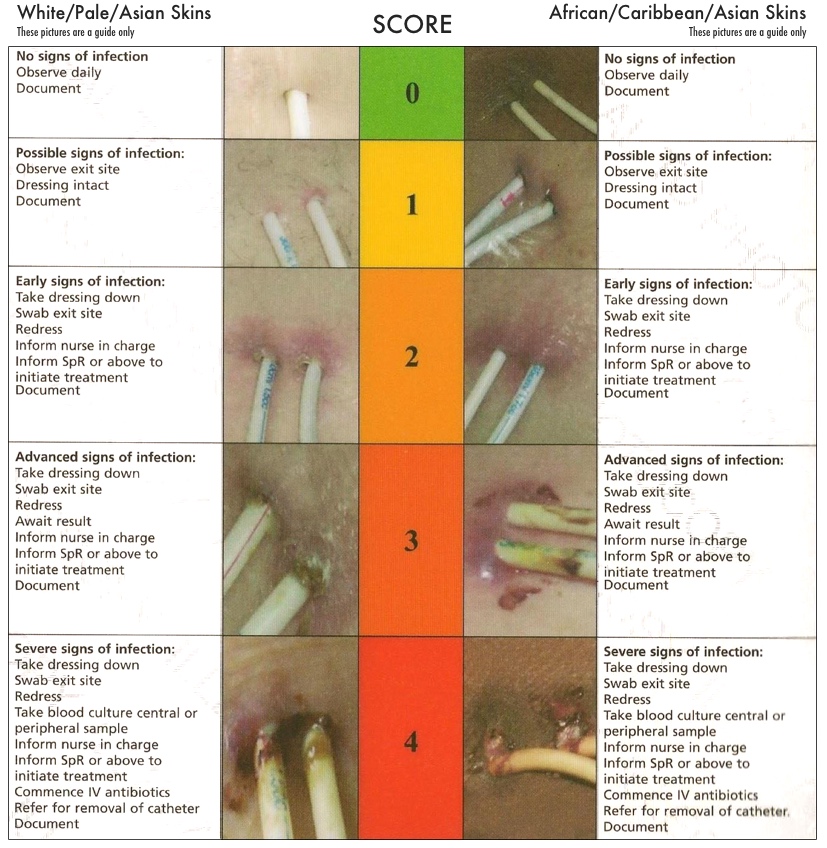 White/Pale/Asian Skins
These pictures are a guide only
SCORE
African/Caribbean/Asian Skins
These pictures are a guide only
No signs of infection
Observe daily
Document
0
No signs of infection
Observe daily
Document
Possible signs of infection:
Observe exit site
Dressing intact
Document
1
Possible signs of infection:
Observe exit site
Dressing intact
Document
Early signs of infection:
Take dressing down
Swab exit site
Redress
Inform nurse in charge
Inform SpR or above to
initiate treatment
Document
2
Early signs of infection:
Take dressing down
Swab exit site
Redress
Inform nurse in charge
Inform SpR or above to
initiate treatment
Document
Advanced signs of infection:
Take dressing down
Swab exit site
Redress
Await result
Inform nurse in charge
Inform SpR or above to
initiate treatment
Document
3
Advanced signs of infection:
Take dressing down
Swab exit site
Redress
Await result
Inform nurse in charge
Inform SpR or above to
initiate treatment
Document
Severe signs of infection:
Take dressing down
Swab exit site
Redress
Take blood culture central or
peripheral sample
Inform nurse in charge
Inform SpR or above to
initiate treatment
Commence IV antibiotics
Refer for removal of catheter
Document
4
Severe signs of infection:
Take dressing down
Swab exit site
Redress
Take blood culture central or
peripheral sample
Inform nurse in charge
Inform SpR or above to
initiate treatment
Commence IV antibiotics
Refer for removal of catheter.
Document